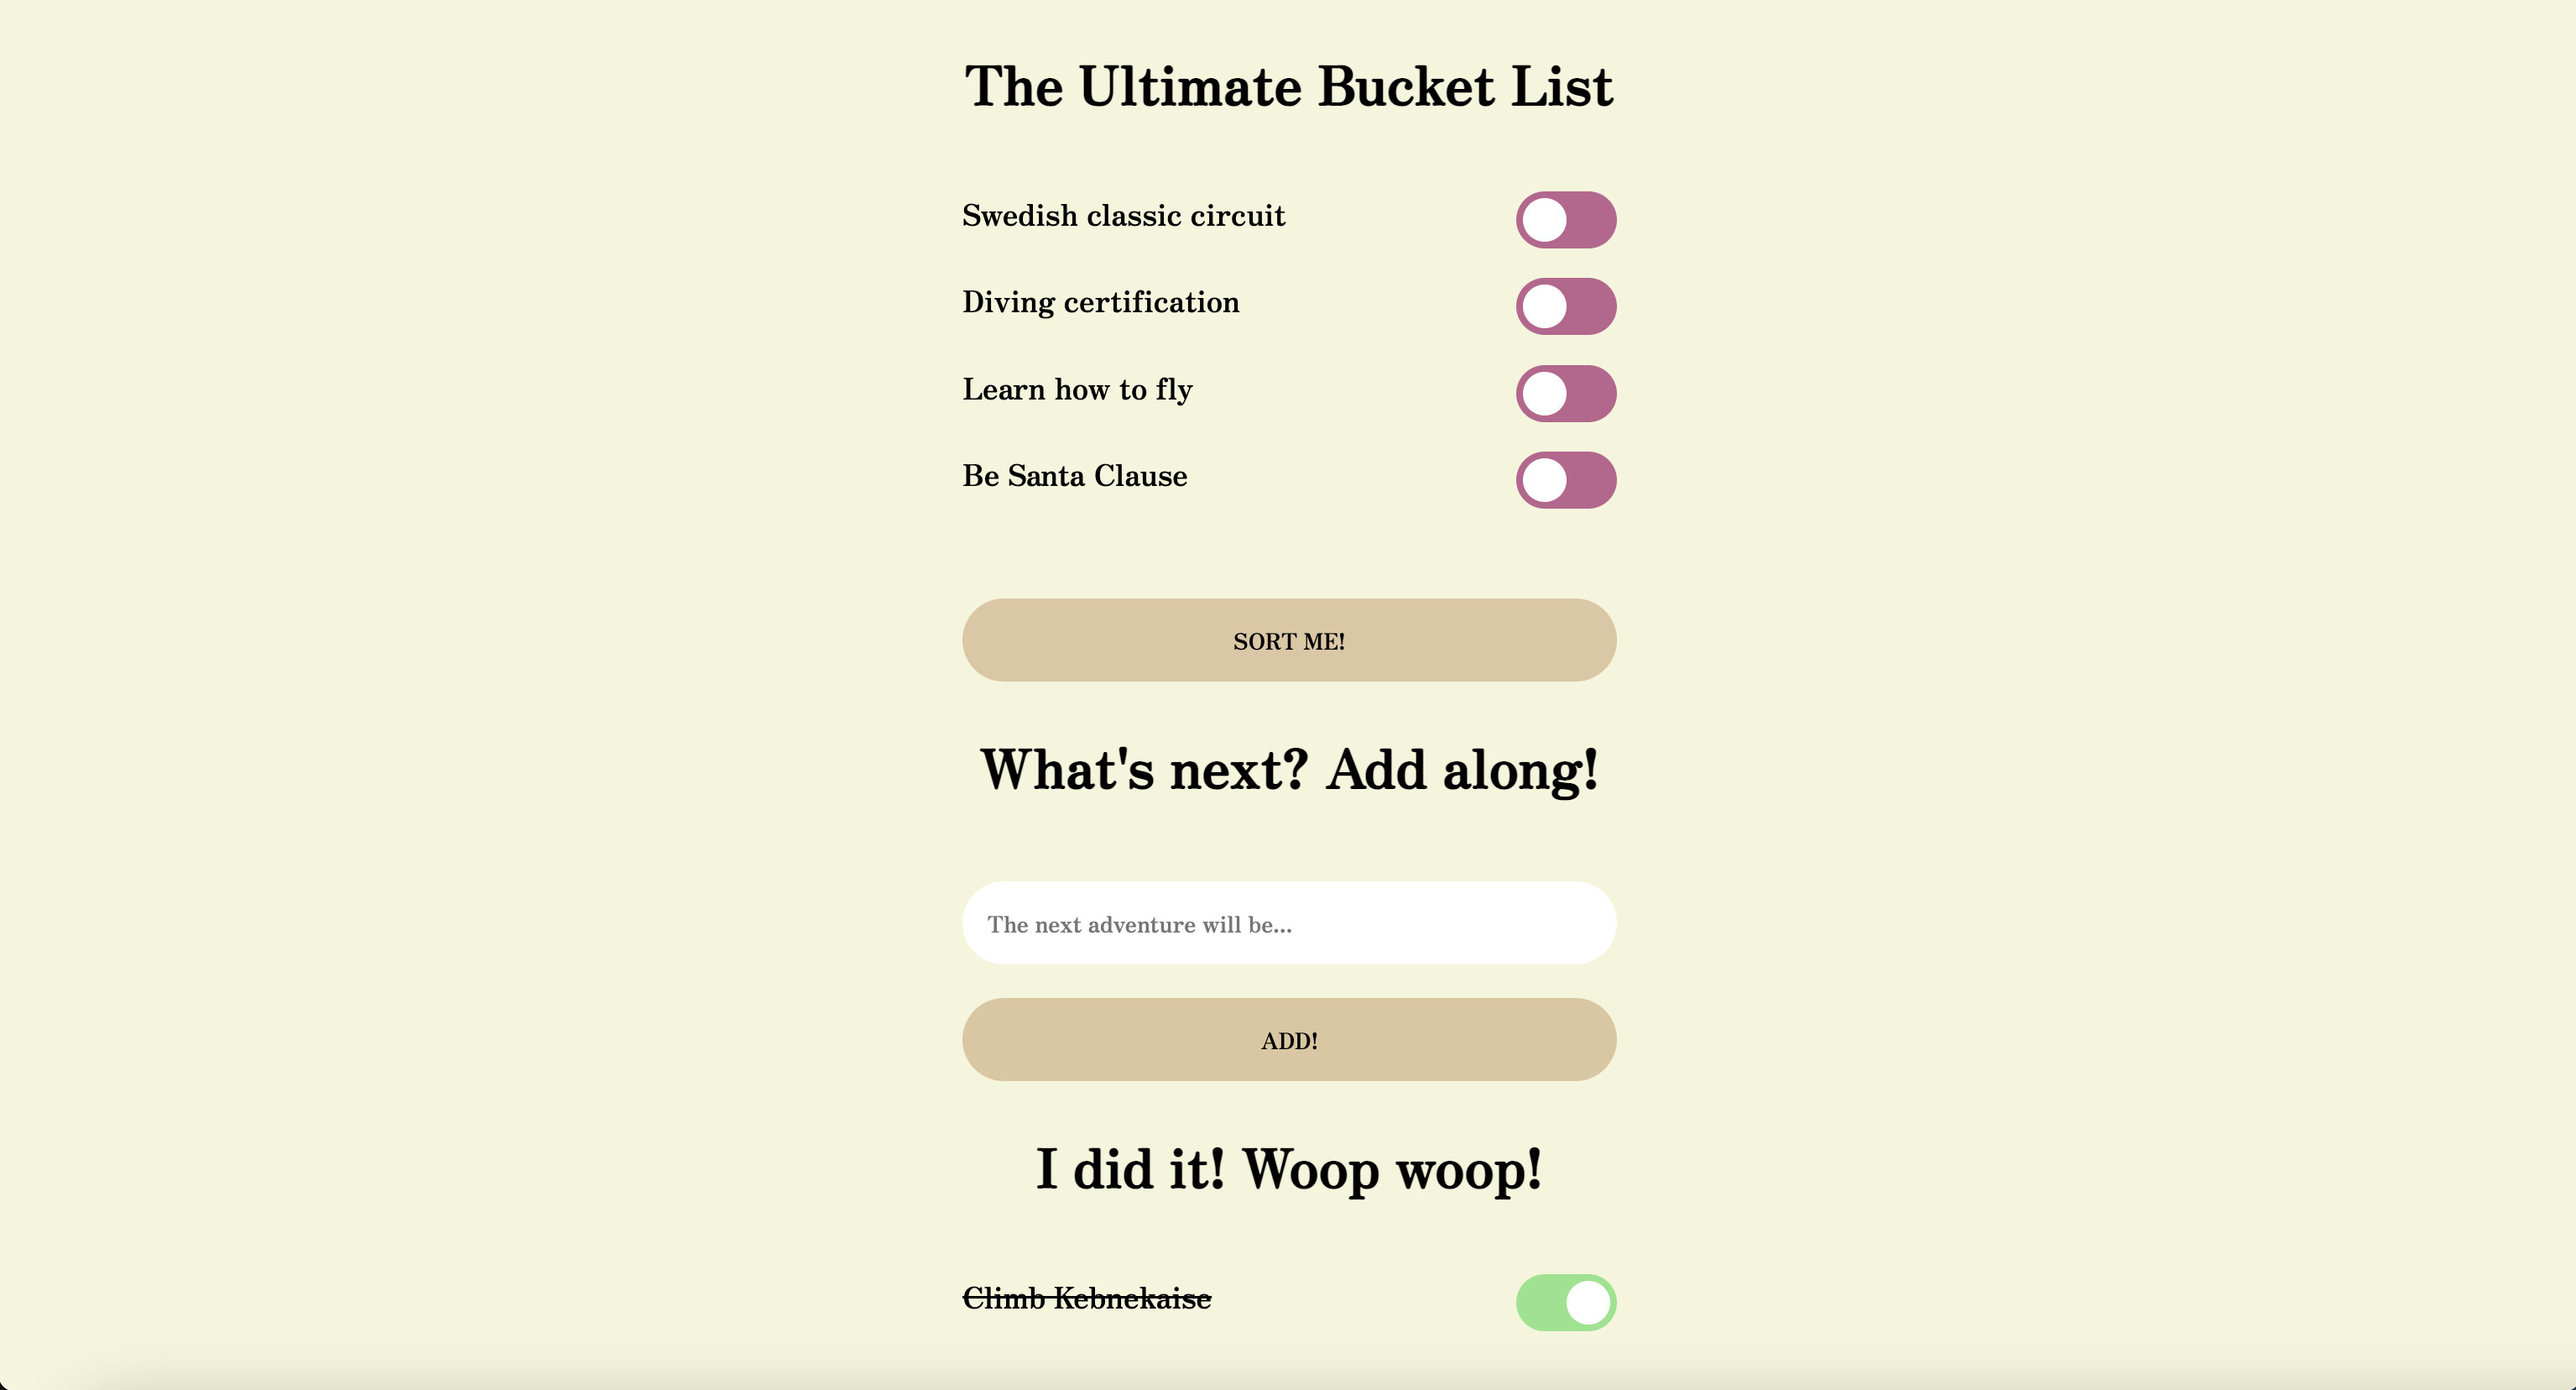 The Ultimate Bucket List
Swedish classic circuit
Diving certification
Learn how to fly
Be Santa Clause
SORT ME!
What's next? Add along!
The next adventure will be...
ADD!
I did it! Woop woop!
Climb Kebnekaise